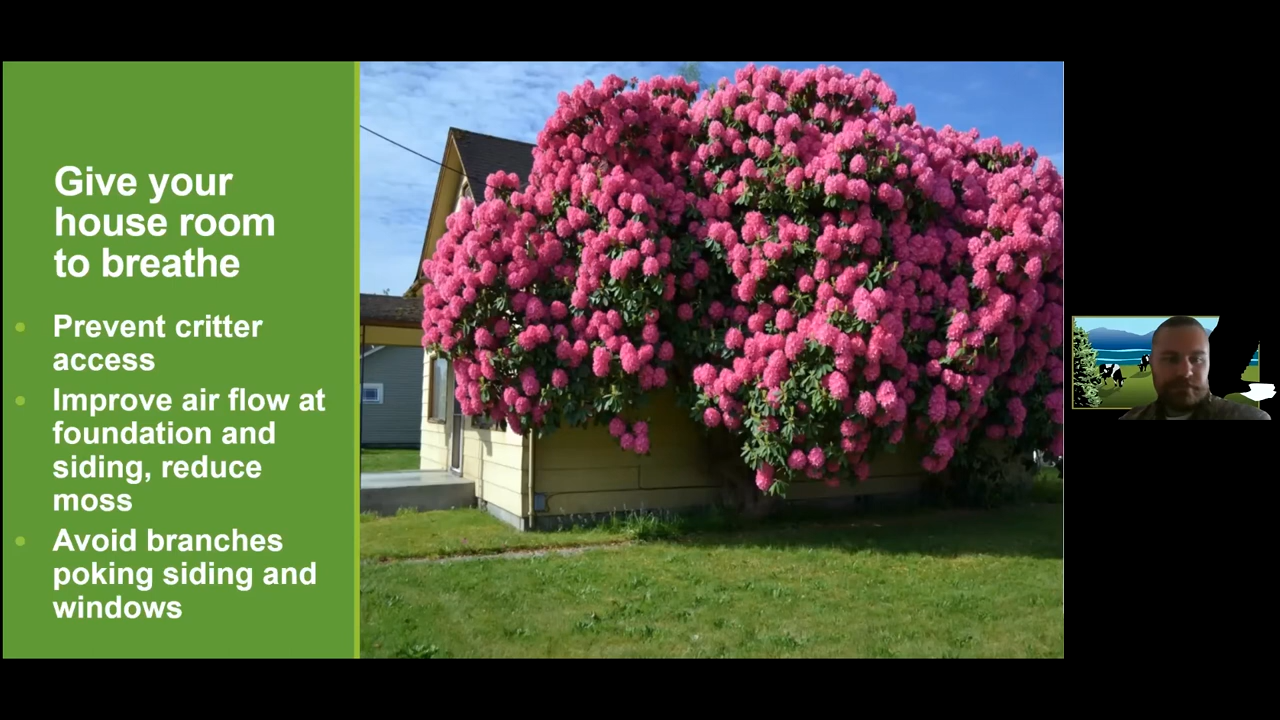 Give your
house room
to breathe
Prevent critter
access
Improve air flow at
foundation and
siding, reduce
moss
Avoid branches
poking siding and
windows